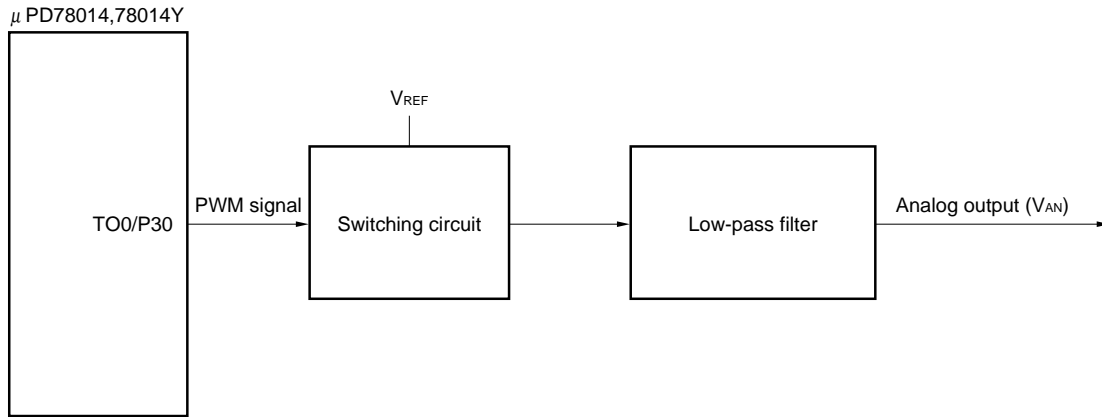 μ PD78014,78014Y
VREF
TO0/P30
PWM signal
Switching circuit
Low-pass filter
Analog output (VAN)